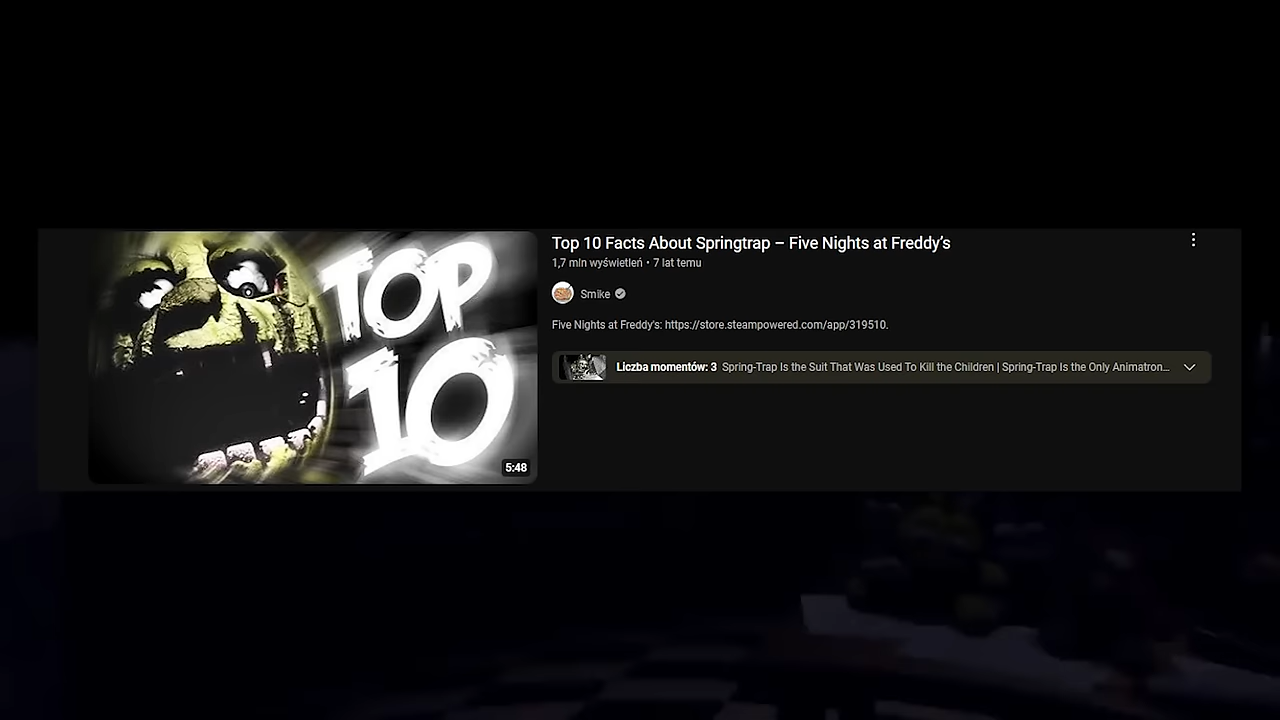 TOP
10
5:48
Top 10 Facts About Springtrap – Five Nights at Freddy's
1,7 mln wyświetleń • 7 lat temu
Smike
Five Nights at Freddy's: https://store.steampowered.com/app/319510.
Liczba momentów: 3 Spring-Trap Is the Suit That Was Used To Kill the Children | Spring-Trap Is the Only Animatron...